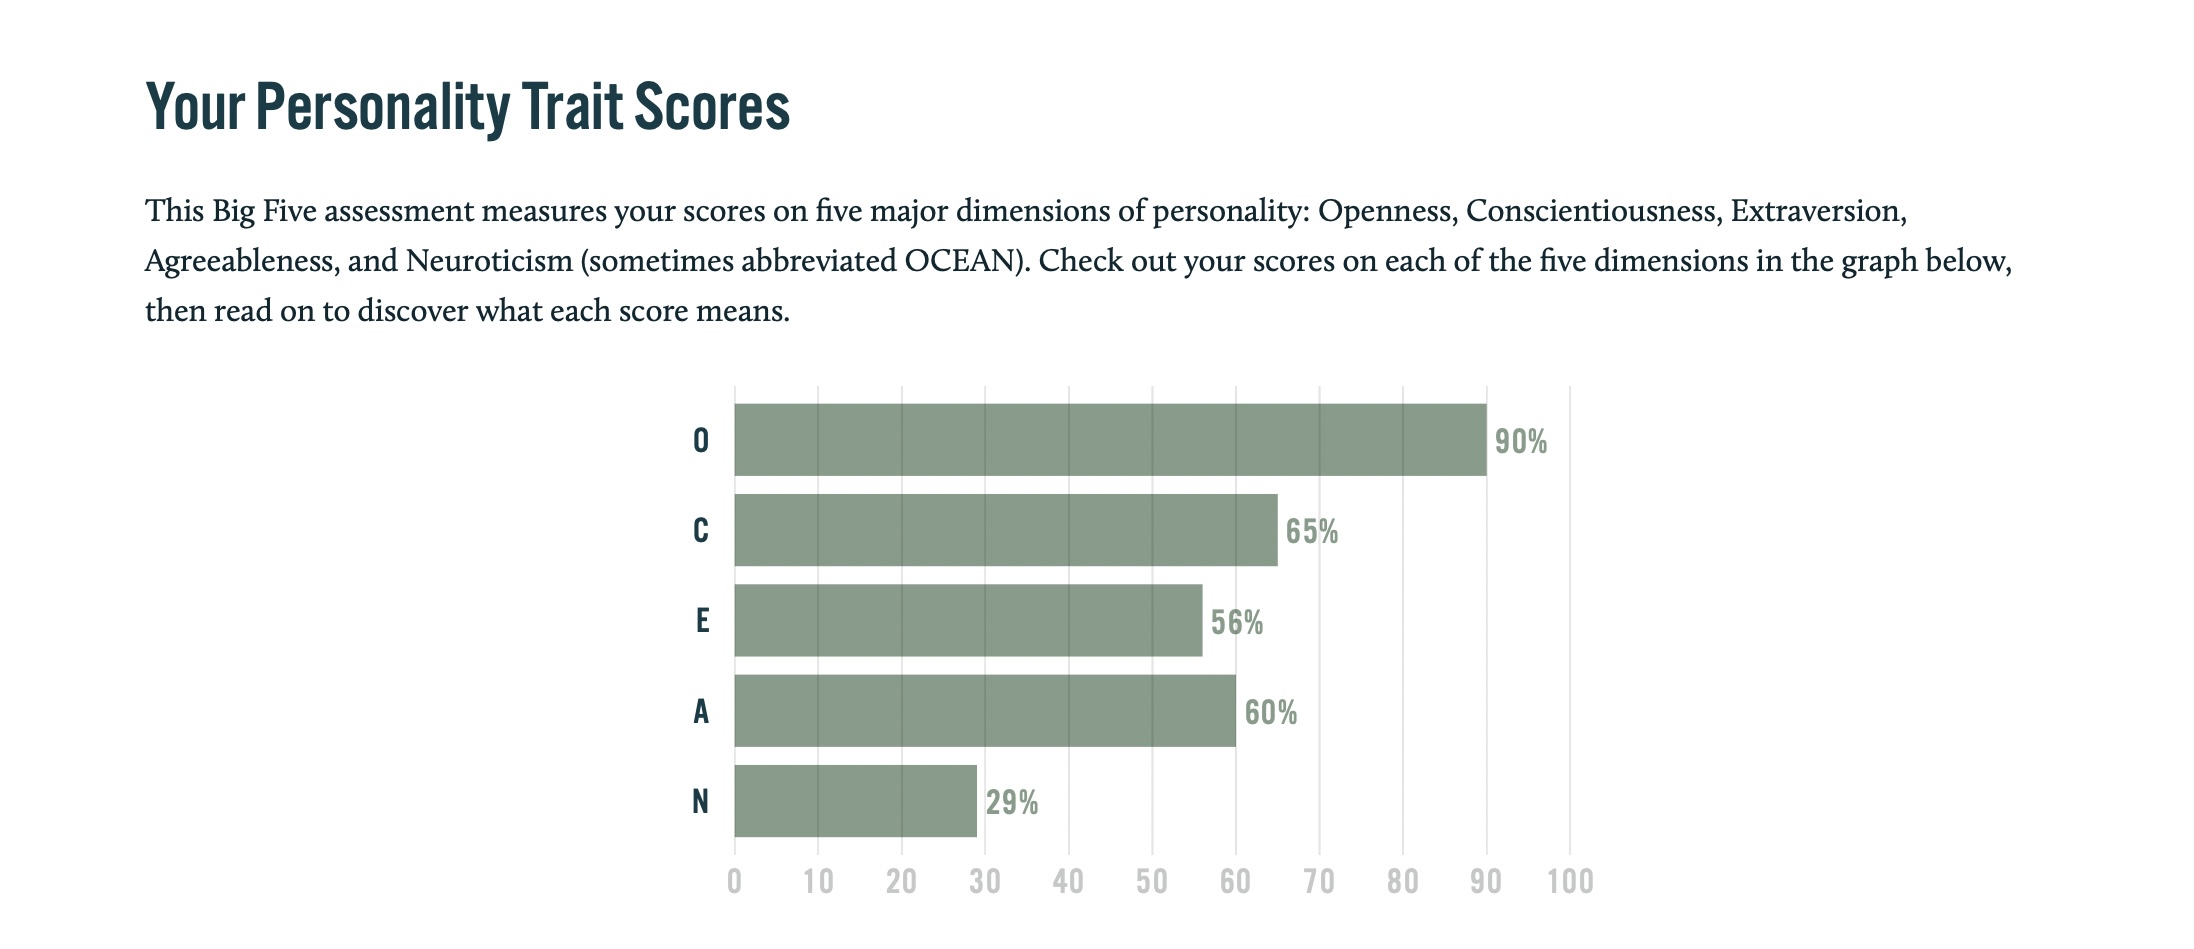 Your Personality Trait Scores
This Big Five assessment measures your scores on five major dimensions of personality: Openness, Conscientiousness, Extraversion,
Agreeableness, and Neuroticism (sometimes abbreviated OCEAN). Check out your scores on each of the five dimensions in the graph below,
then read on to discover what each score means.
O 90%
C 65%
E 56%
A 60%
N 29%
0 10 20 30 40 50 60 70 80 90 100